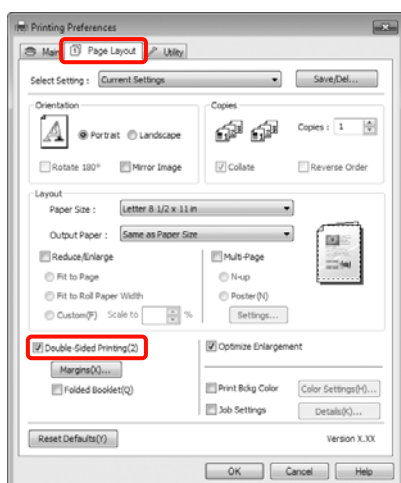 Printing Preferences
Main Page Layout Utility
Select Setting : Current Settings Save/Del...
Orientation Copies
Portrait Landscape Copies : 1
Rotate 180° Mirror Image Collate Reverse Order
Layout
Paper Size : Letter 8 1/2 x 11 in
Output Paper : Same as Paper Size
Reduce/Enlarge Multi-Page
Fit to Page N-up
Fit to Roll Paper Width Poster(N)
Custom(F) Scale to % Settings...
Double-Sided Printing(2) Optimize Enlargement
Margins(X)...
Folded Booklet(Q) Print Bckg Color Color Settings(H)...
Job Settings Details(K)...
Reset Defaults(Y) Version X.XX
OK Cancel Help